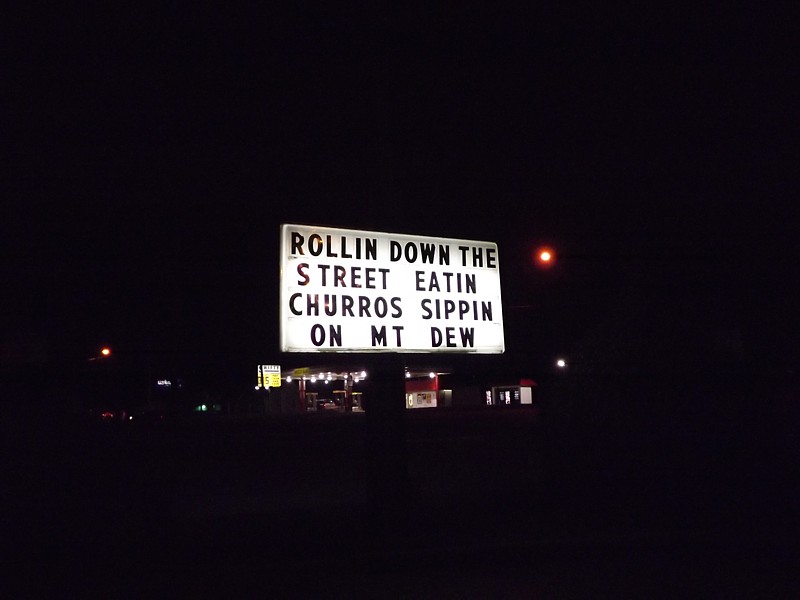 ROLLIN DOWN THE
STREET EATIN
CHURROS SIPPIN
ON MT DEW